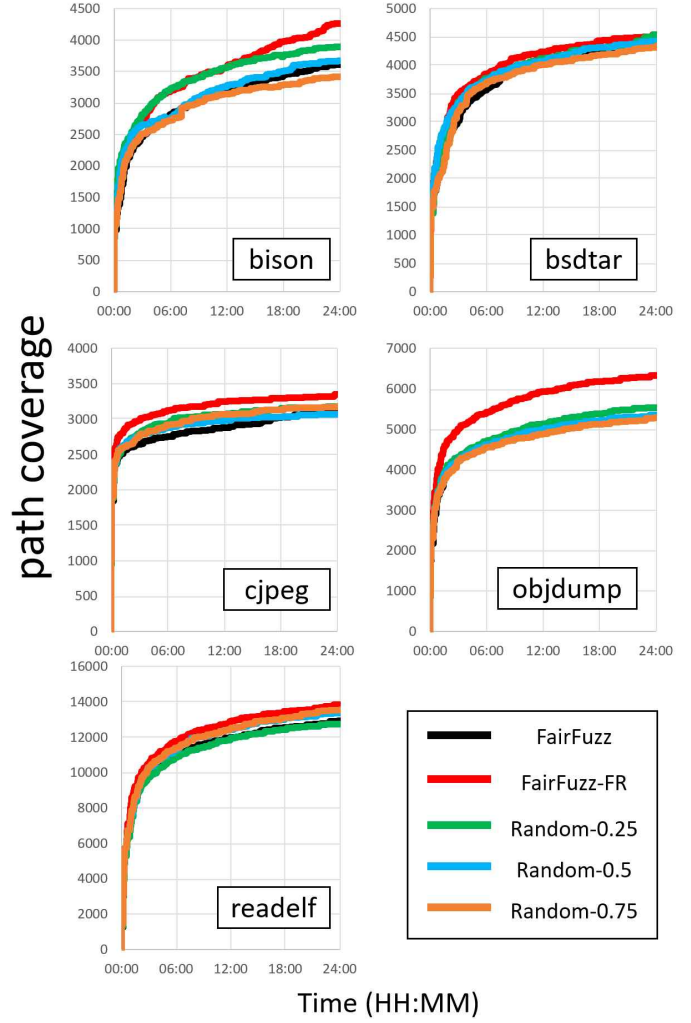 path coverage
4500
4000
3500
3000
2500
2000
1500
1000
500
0
00:00 06:00 12:00 18:00 24:00
bison
5000
4500
4000
3500
3000
2500
2000
1500
1000
500
0
00:00 06:00 12:00 18:00 24:00
bsdtar
4000
3500
3000
2500
2000
1500
1000
500
0
00:00 06:00 12:00 18:00 24:00
cjpeg
7000
6000
5000
4000
3000
2000
1000
0
00:00 06:00 12:00 18:00 24:00
objdump
16000
14000
12000
10000
8000
6000
4000
2000
0
00:00 06:00 12:00 18:00 24:00
readelf
FairFuzz
FairFuzz-FR
Random-0.25
Random-0.5
Random-0.75
Time (HH:MM)